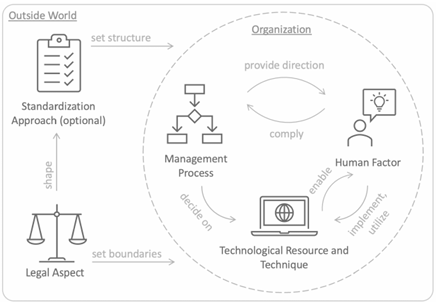 Outside World
set structure
Organization
provide direction
Standardization
Approach (optional)
comply
Management
Process
Human Factor
shape
enable
decide on
implement,
utilize
Legal Aspect
set boundaries
Technological Resource and
Technique